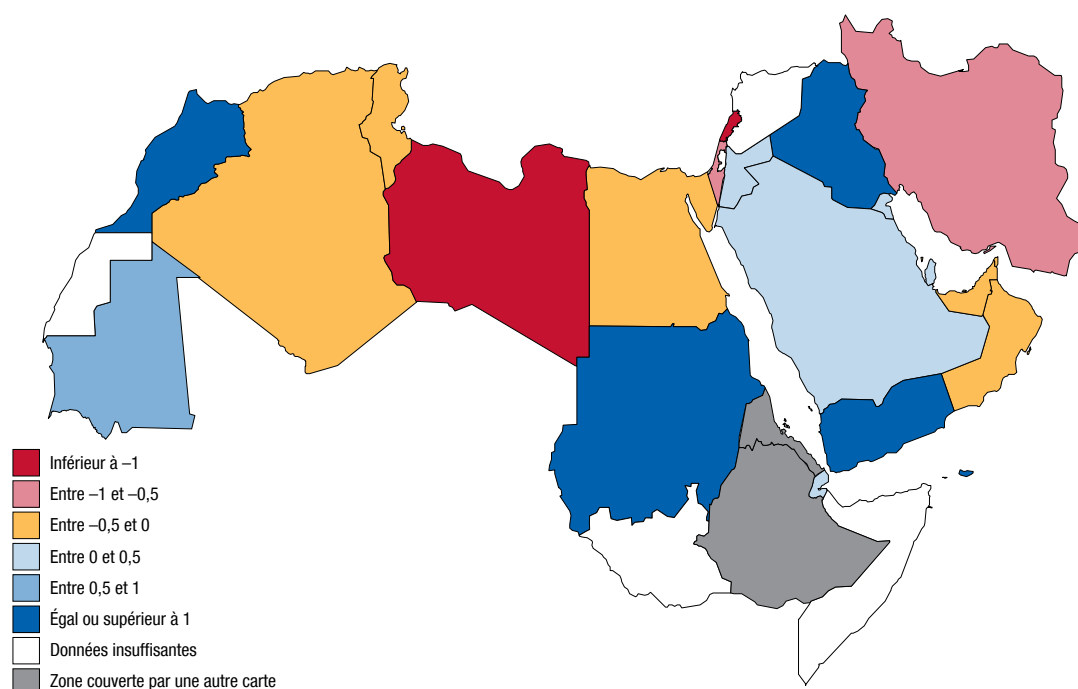 Inférieur à –1
Entre –1 et –0,5
Entre –0,5 et 0
Entre 0 et 0,5
Entre 0,5 et 1
Égal ou supérieur à 1
Données insuffisantes
Zone couverte par une autre carte